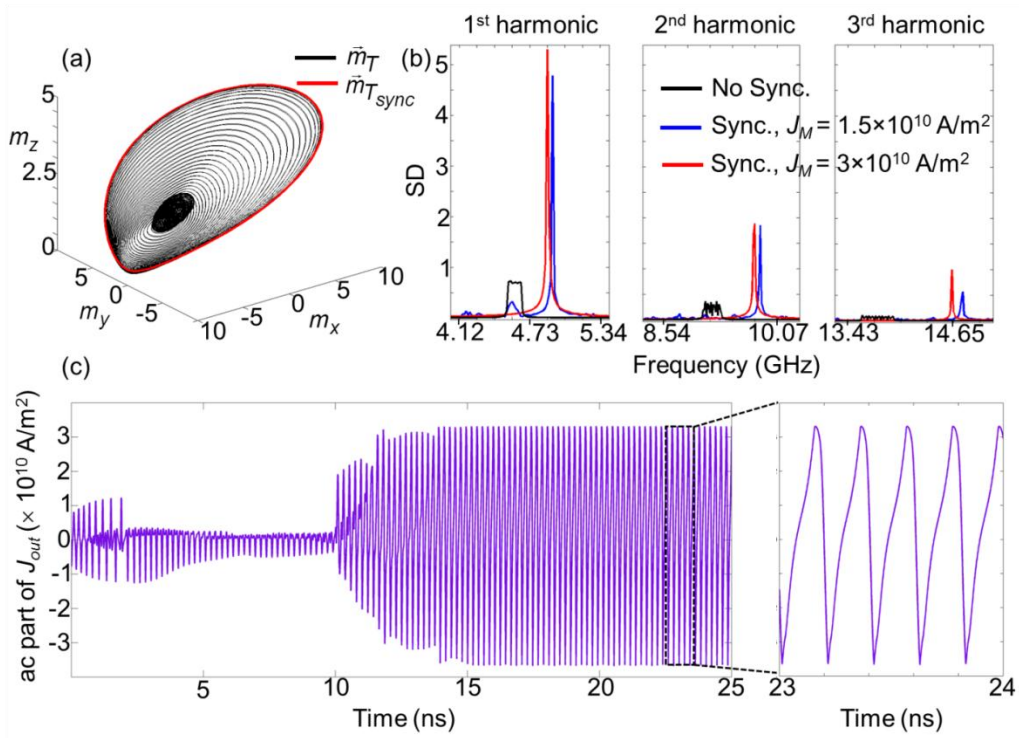 1st harmonic 2nd harmonic 3rd harmonic
(a)
m⃗T
m⃗Tsync
5
mz
2.5
0
5
0
my
-5
10
-5
0
mx
5
10
(b)
5
4
SD
3
2
1
No Sync.
Sync., JM = 1.5×10^10 A/m^2
Sync., JM = 3×10^10 A/m^2
4.12 4.73 5.34 8.54 10.07 13.43 14.65
Frequency (GHz)
(c)
ac part of Jout (× 10^10 A/m^2)
3
2
1
0
-1
-2
-3
5 10 15 20 25 23 24
Time (ns) Time (ns)